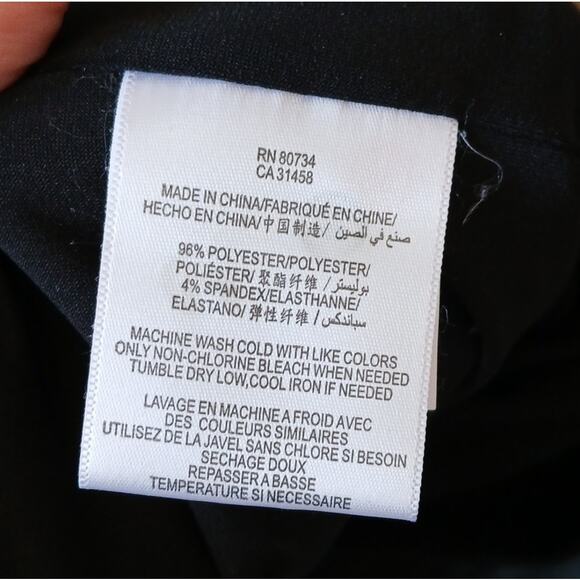 RN 80734
CA 31458
MADE IN CHINA/FABRIQUÉ EN CHINE/
HECHO EN CHINA/中国制造/ صنع في الصين
96% POLYESTER/POLYESTER/
POLIÉSTER/ 聚酯纤维 / بوليستر
4% SPANDEX/ELASTHANNE/
ELASTANO/ 弹性纤维 / سباندكس
MACHINE WASH COLD WITH LIKE COLORS
ONLY NON-CHLORINE BLEACH WHEN NEEDED
TUMBLE DRY LOW,COOL IRON IF NEEDED
LAVAGE EN MACHINE A FROID AVEC
DES COULEURS SIMILAIRES
UTILISEZ DE LA JAVEL SANS CHLORE SI BESOIN
SECHAGE DOUX
REPASSER A BASSE
TEMPERATURE SI NECESSAIRE